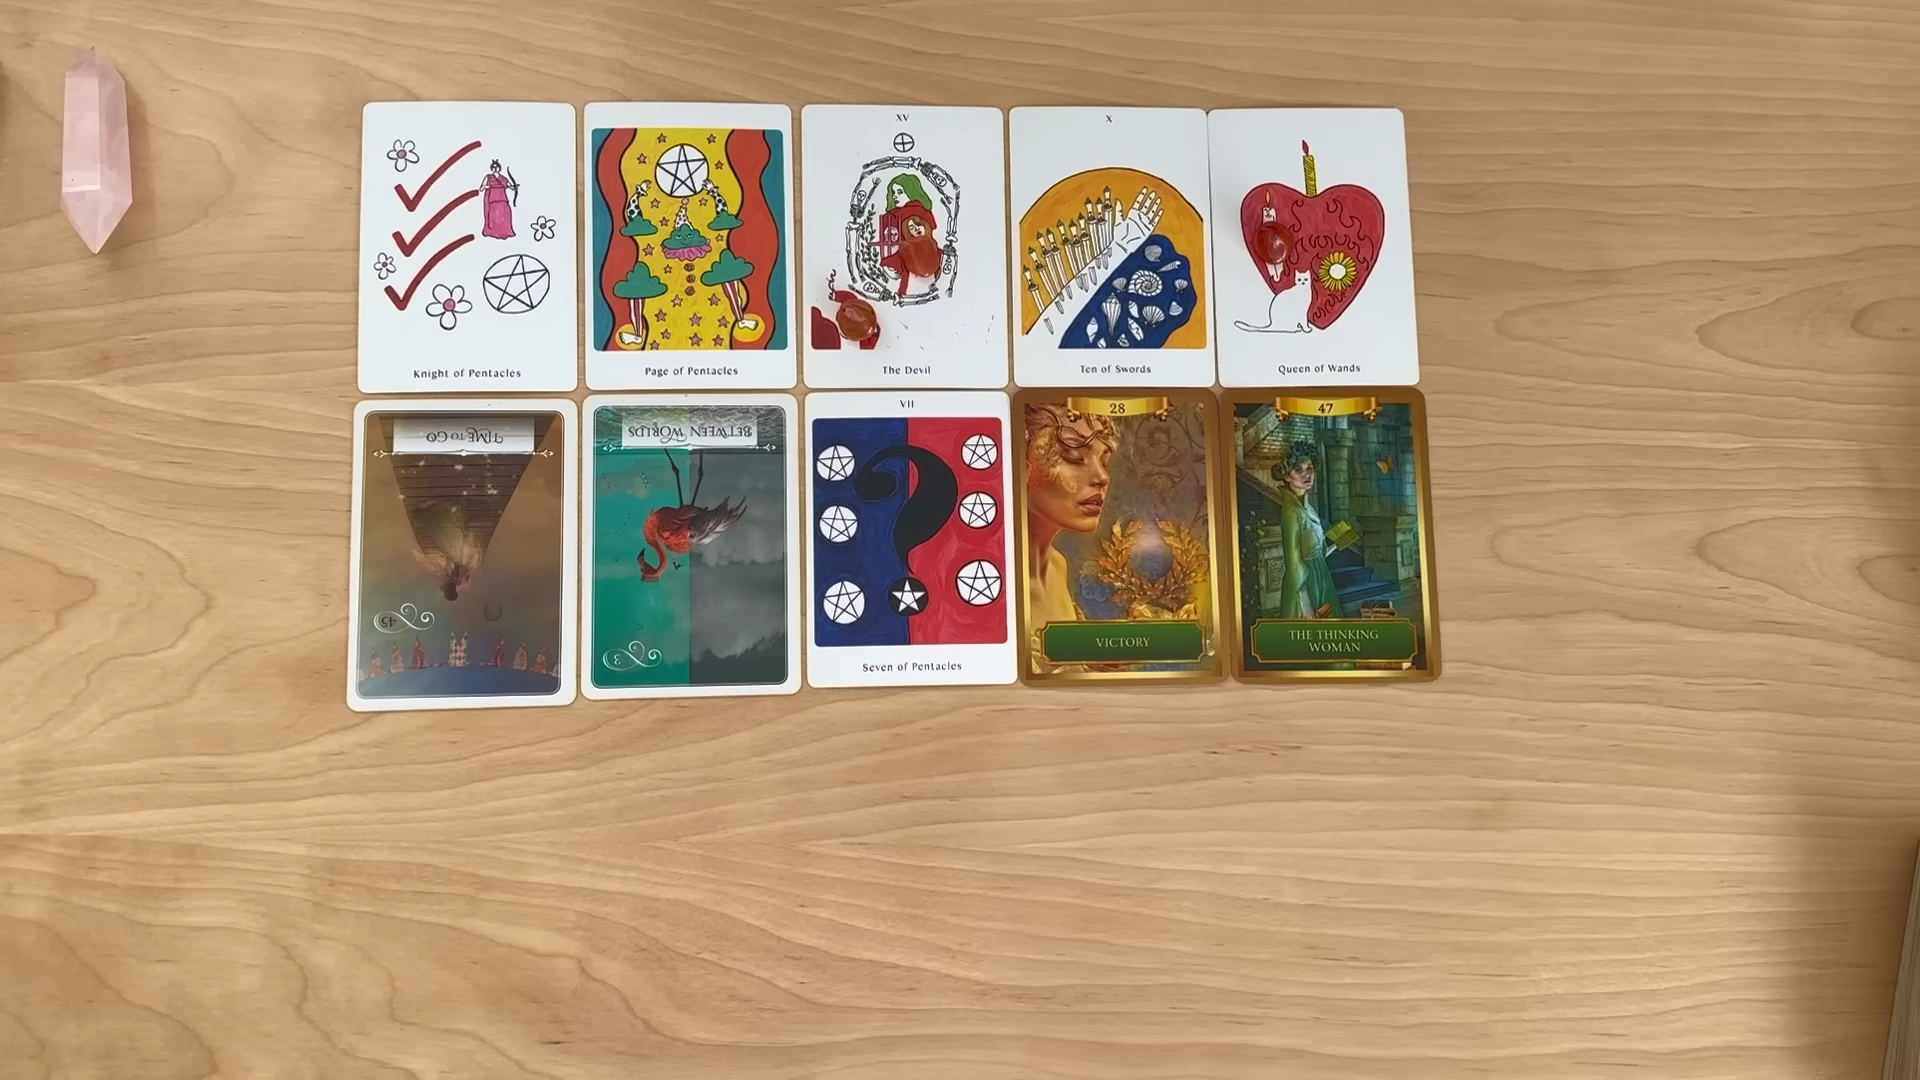 Knight of Pentacles
Page of Pentacles
XV
The Devil
X
Ten of Swords
Queen of Wands
TIME TO GO
45
BETWEEN WORLDS
3
VII
Seven of Pentacles
28
VICTORY
47
THE THINKING
WOMAN